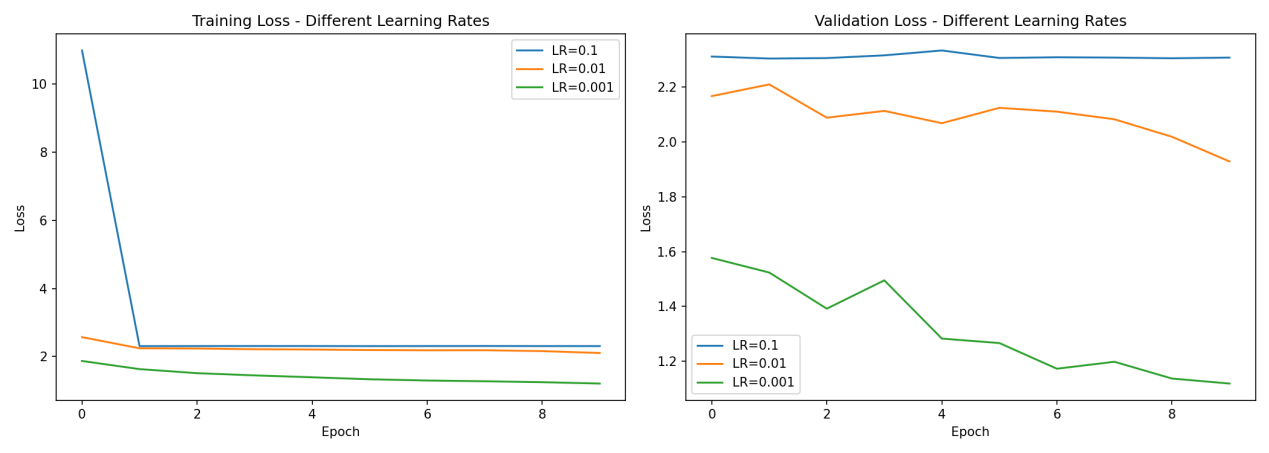 Training Loss - Different Learning Rates
Loss
10
8
6
4
2
0
2
4
6
8
Epoch
LR=0.1
LR=0.01
LR=0.001
Validation Loss - Different Learning Rates
Loss
2.2
2.0
1.8
1.6
1.4
1.2
0
2
4
6
8
Epoch
LR=0.1
LR=0.01
LR=0.001